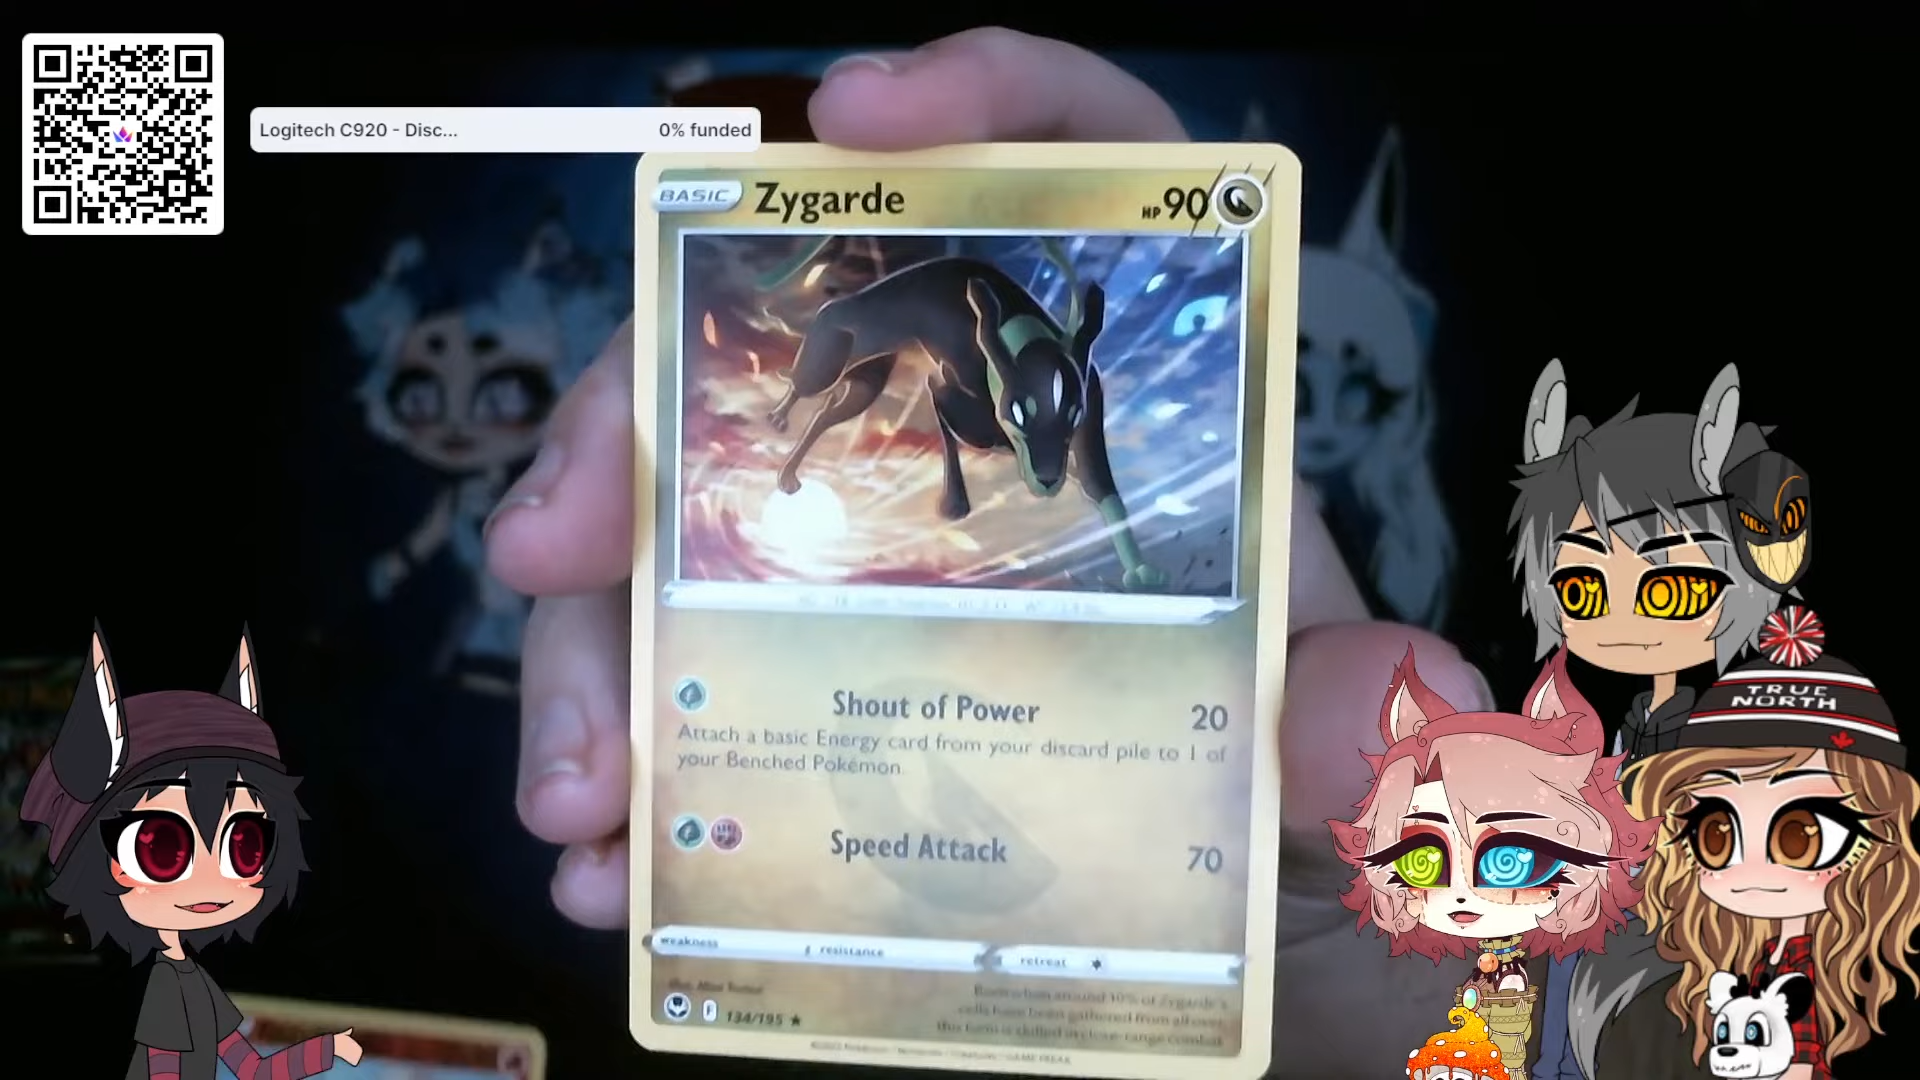 Logitech C920 - Disc... 0% funded
BASIC Zygarde HP 90
Shout of Power 20
Attach a basic Energy card from your discard pile to 1 of
your Benched Pokémon.
Speed Attack 70
weakness resistance retreat
F 134/195
TRUE
NORTH